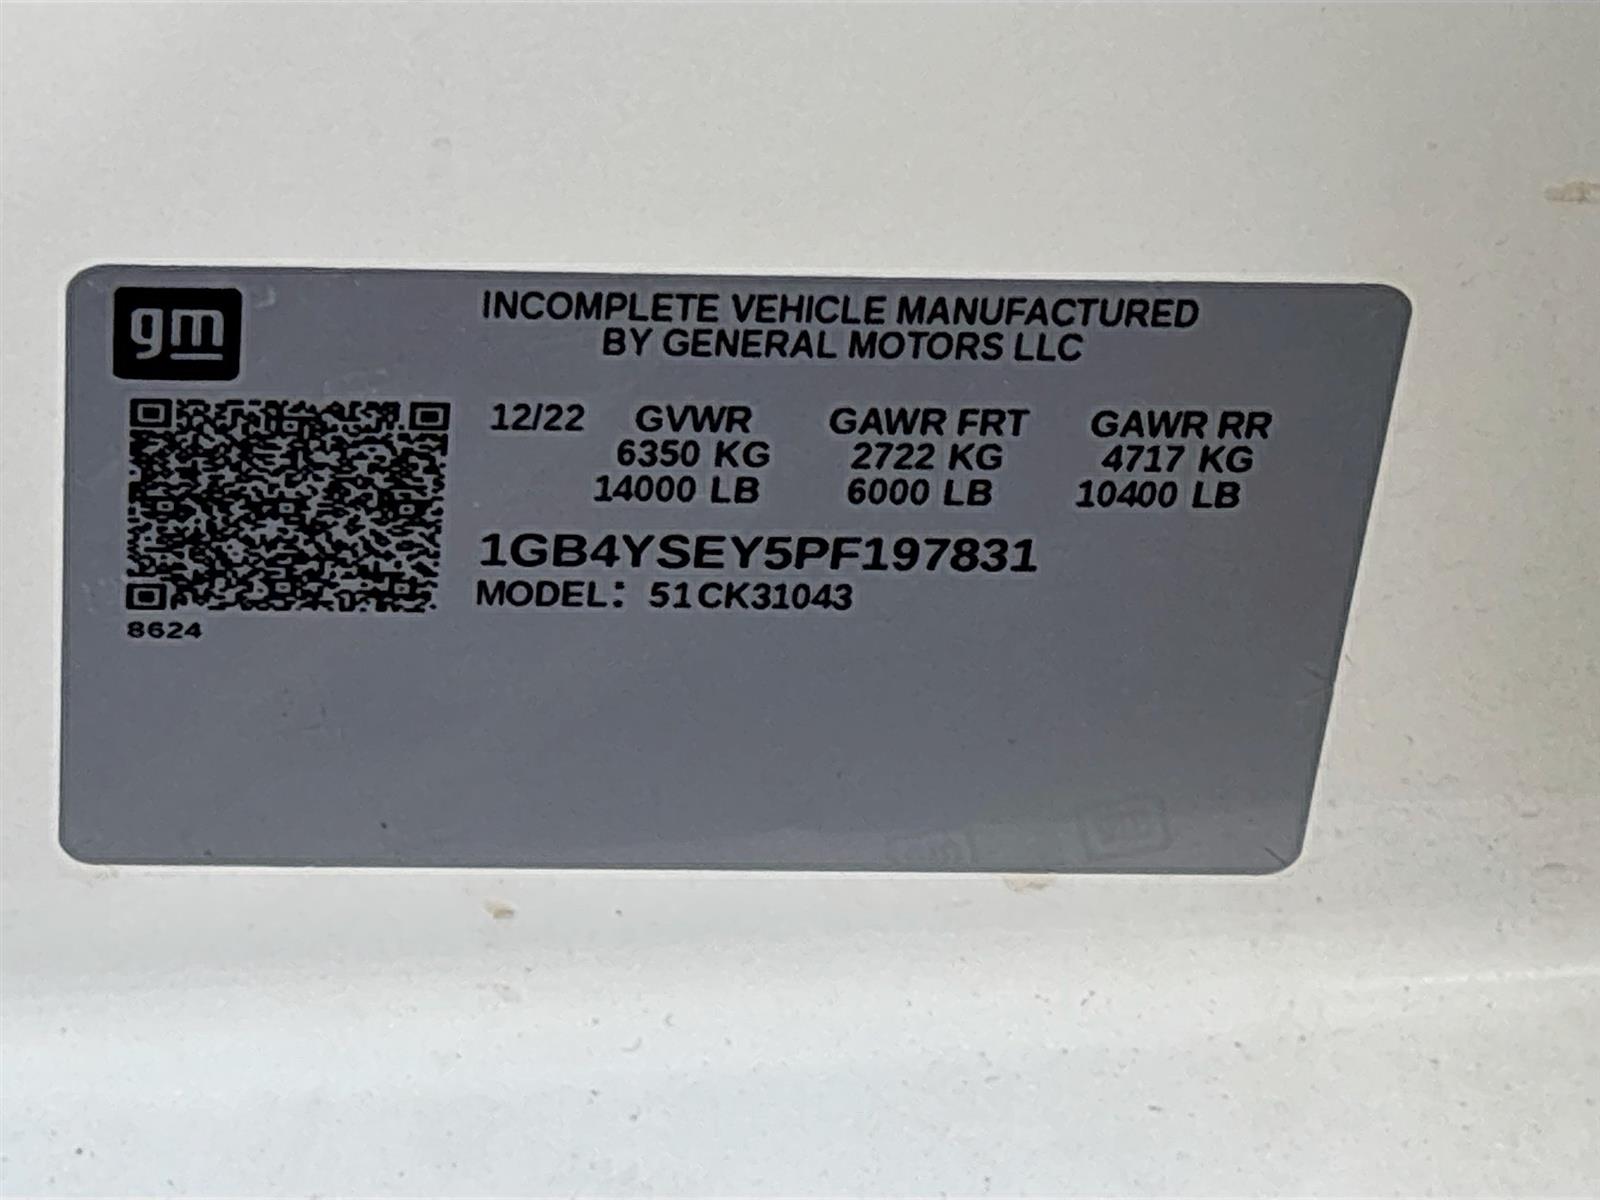 gm
INCOMPLETE VEHICLE MANUFACTURED
BY GENERAL MOTORS LLC
12/22 GVWR GAWR FRT GAWR RR
6350 KG 2722 KG 4717 KG
14000 LB 6000 LB 10400 LB
1GB4YSEY5PF197831
MODEL: 51CK31043
8624